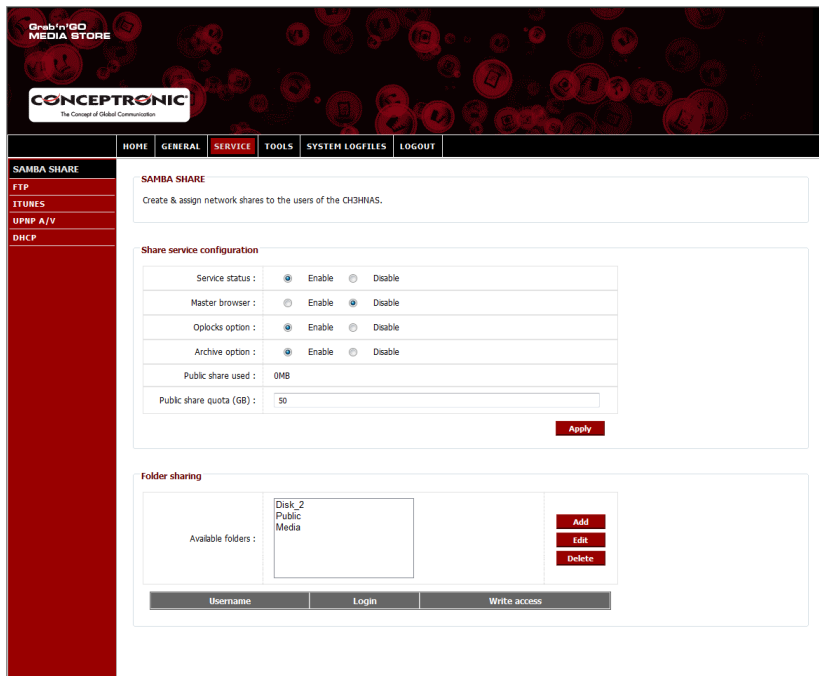 Grab'n'GO
MEDIA STORE
CONCEPTRONIC
The Concept of Global Communication
HOME GENERAL SERVICE TOOLS SYSTEM LOGFILES LOGOUT
SAMBA SHARE
FTP
ITUNES
UPNP A/V
DHCP
SAMBA SHARE
Create & assign network shares to the users of the CH3HNAS.
Share service configuration
Service status : Enable Disable
Master browser : Enable Disable
Oplocks option : Enable Disable
Archive option : Enable Disable
Public share used : 0MB
Public share quota (GB) : 50
Apply
Folder sharing
Available folders :
Disk_2
Public
Media
Add
Edit
Delete
Username Login Write access